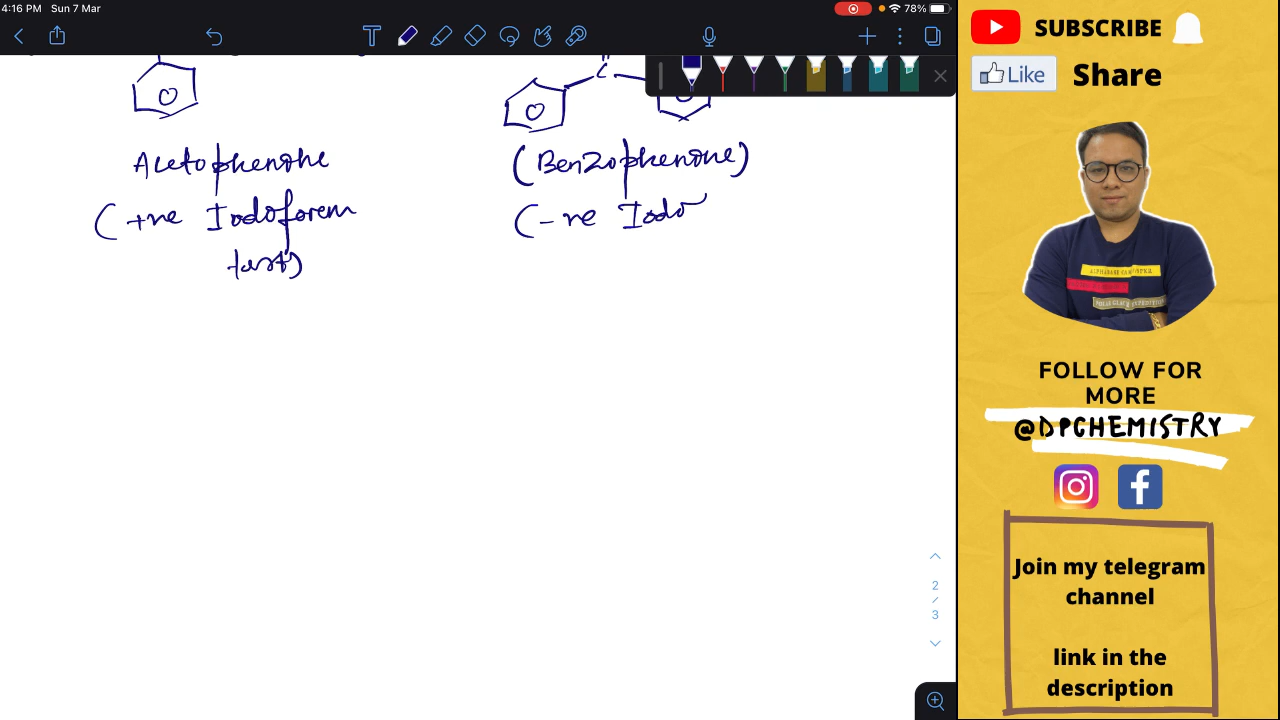 4:16 PM Sun 7 Mar
78%
Acetophenone
(Benzophenone)
(+ve Iodoform
test)
(-ve Iodo
2
3
SUBSCRIBE
Like
Share
FOLLOW FOR
MORE
@DPCHEMISTRY
Join my telegram
channel
link in the
description